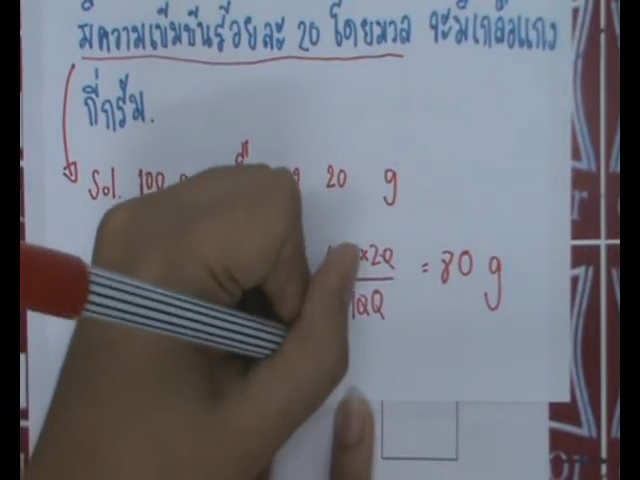 มีความเข้มข้นร้อยละ 20 โดยมวล จะมีเกลือแกง
กี่กรัม.
Sol. 100 20 g
×20 = 80 g
100